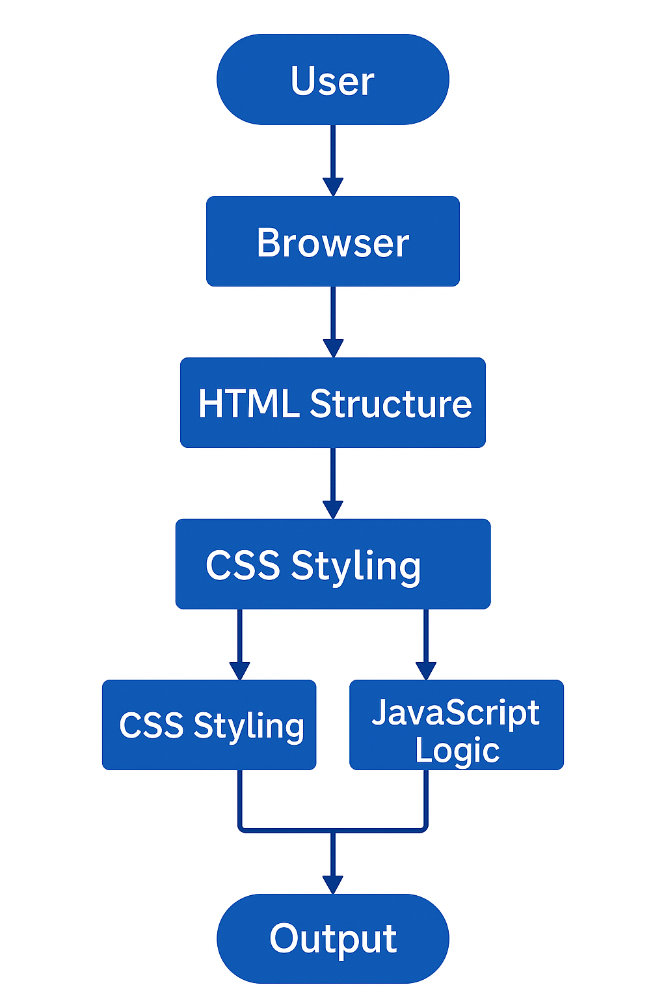 User
Browser
HTML Structure
CSS Styling
CSS Styling
JavaScript
Logic
Output